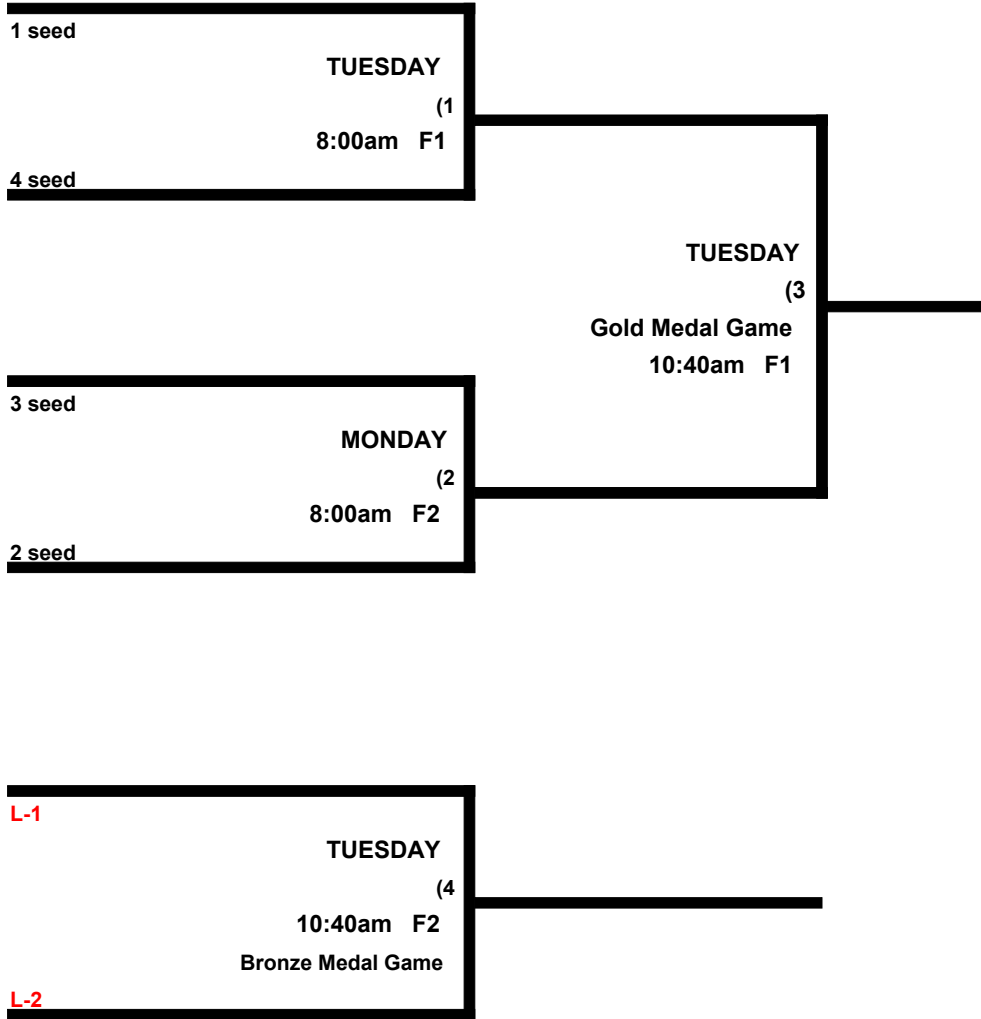 1 seed
TUESDAY
(1
8:00am F1
4 seed
TUESDAY
(3
Gold Medal Game
10:40am F1
3 seed
MONDAY
(2
8:00am F2
2 seed
L-1
TUESDAY
(4
10:40am F2
Bronze Medal Game
L-2